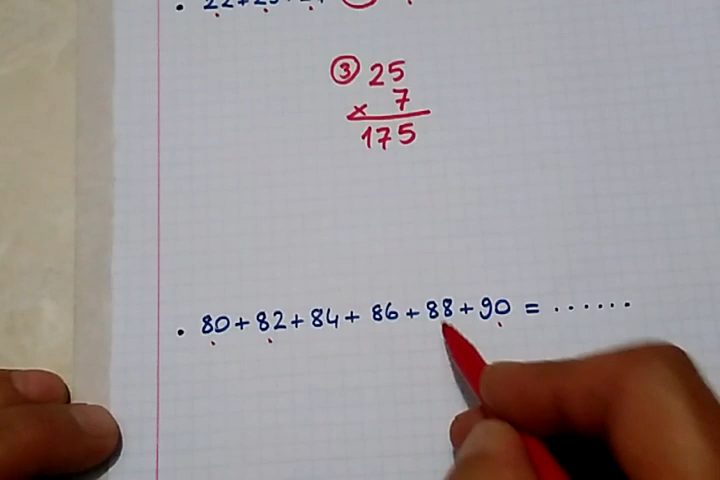 ③ 25
× 7
175
• 80+82+84+86+88+90 = ......